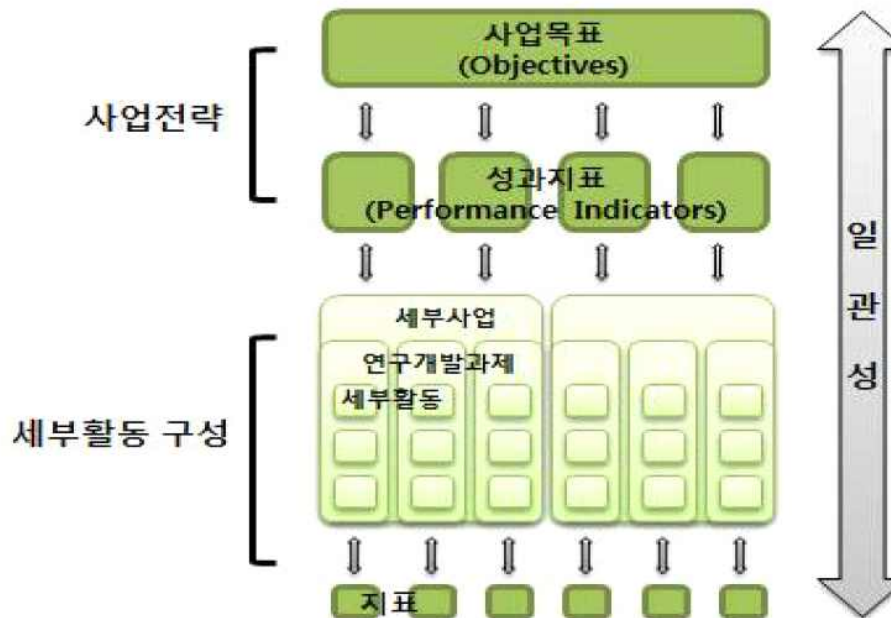 사업목표
(Objectives)
사업전략
성과지표
(Performance Indicators)
일
관
성
세부사업
연구개발과제
세부활동
세부활동 구성
지표